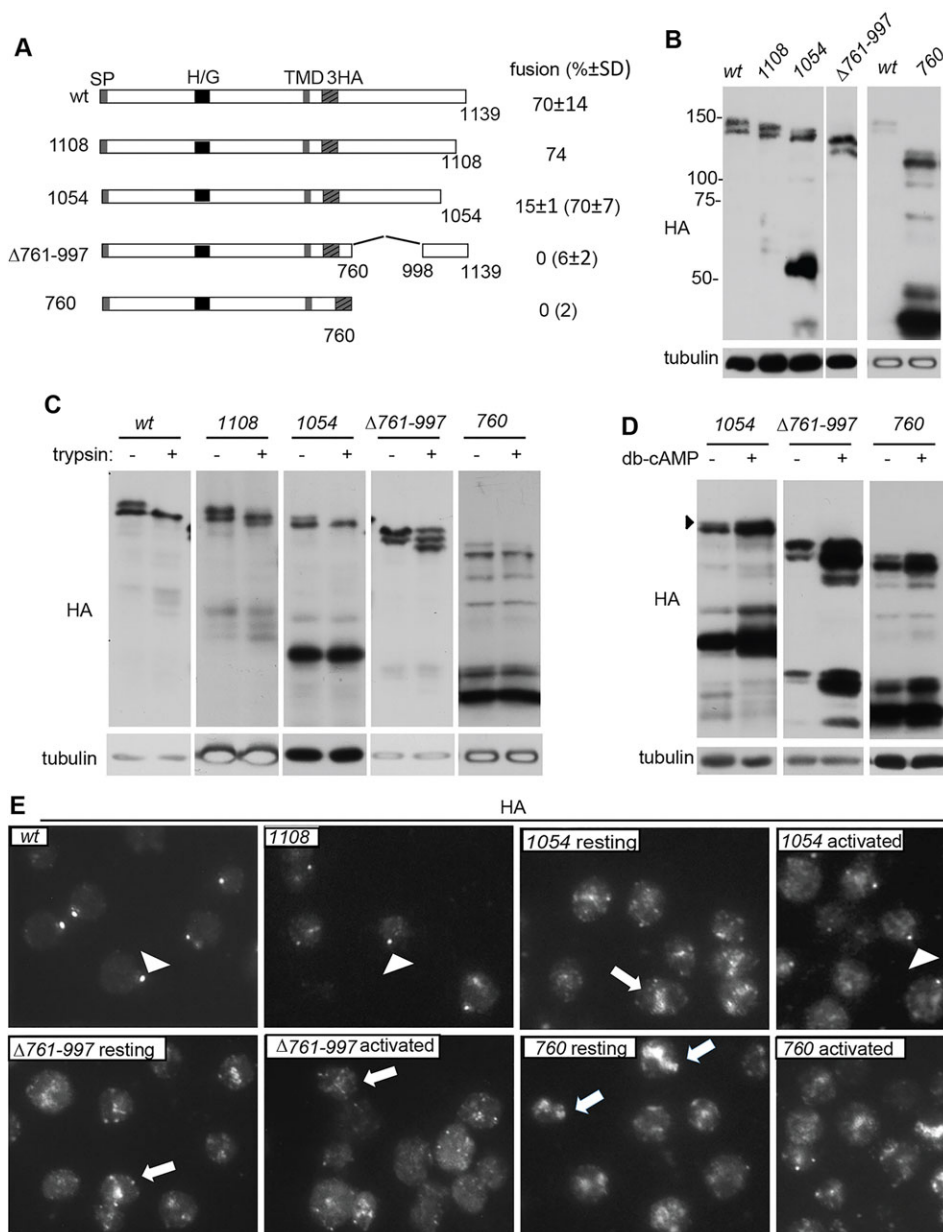 A
SP H/G TMD 3HA fusion (%±SD)
wt 1139 70±14
1108 1108 74
1054 1054 15±1 (70±7)
Δ761-997 760 998 1139 0 (6±2)
760 760 0 (2)
B
wt 1108 1054 Δ761-997 wt 760
150-
100-
75-
HA
50-
tubulin
C
wt 1108 1054 Δ761-997 760
trypsin: - + - + - + - + - +
HA
tubulin
D
1054 Δ761-997 760
db-cAMP - + - + - +
HA
tubulin
E
HA
wt 1108 1054 resting 1054 activated
Δ761-997 resting Δ761-997 activated 760 resting 760 activated